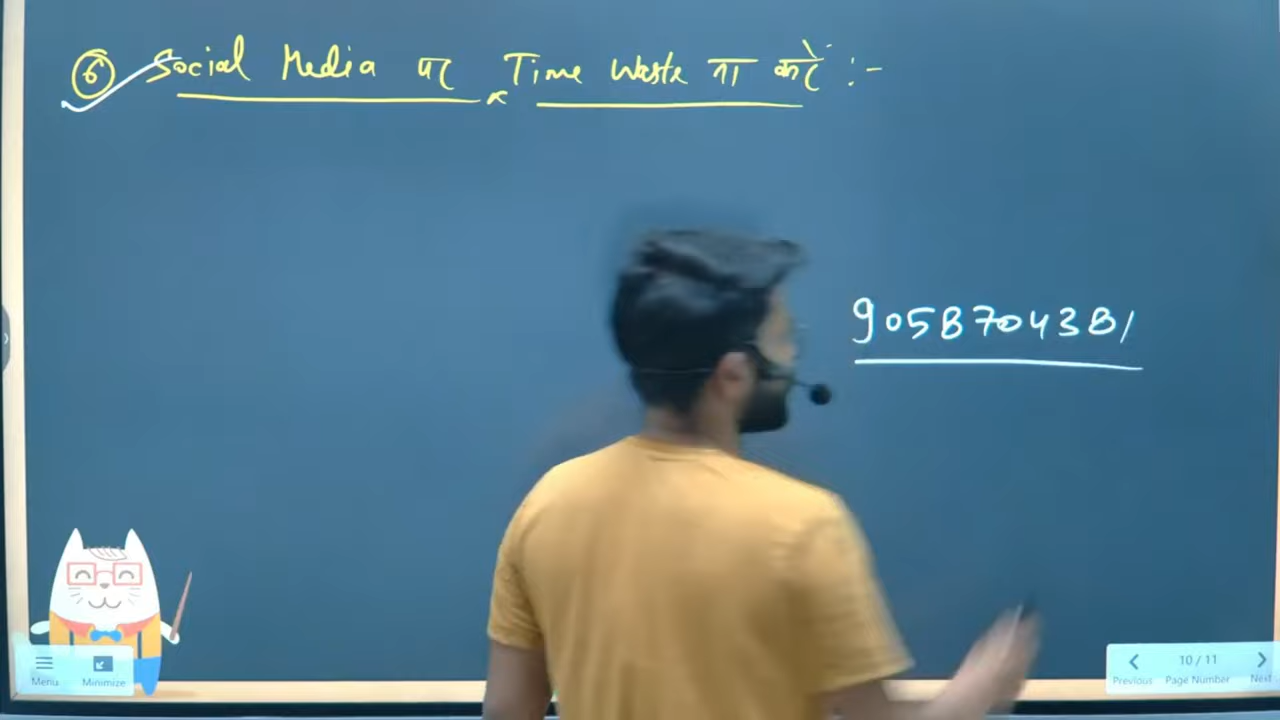 ⑥ Social Media पर Time Waste ना करें :-
9058704381
Menu
Minimize
Previous
10 / 11
Page Number
Next